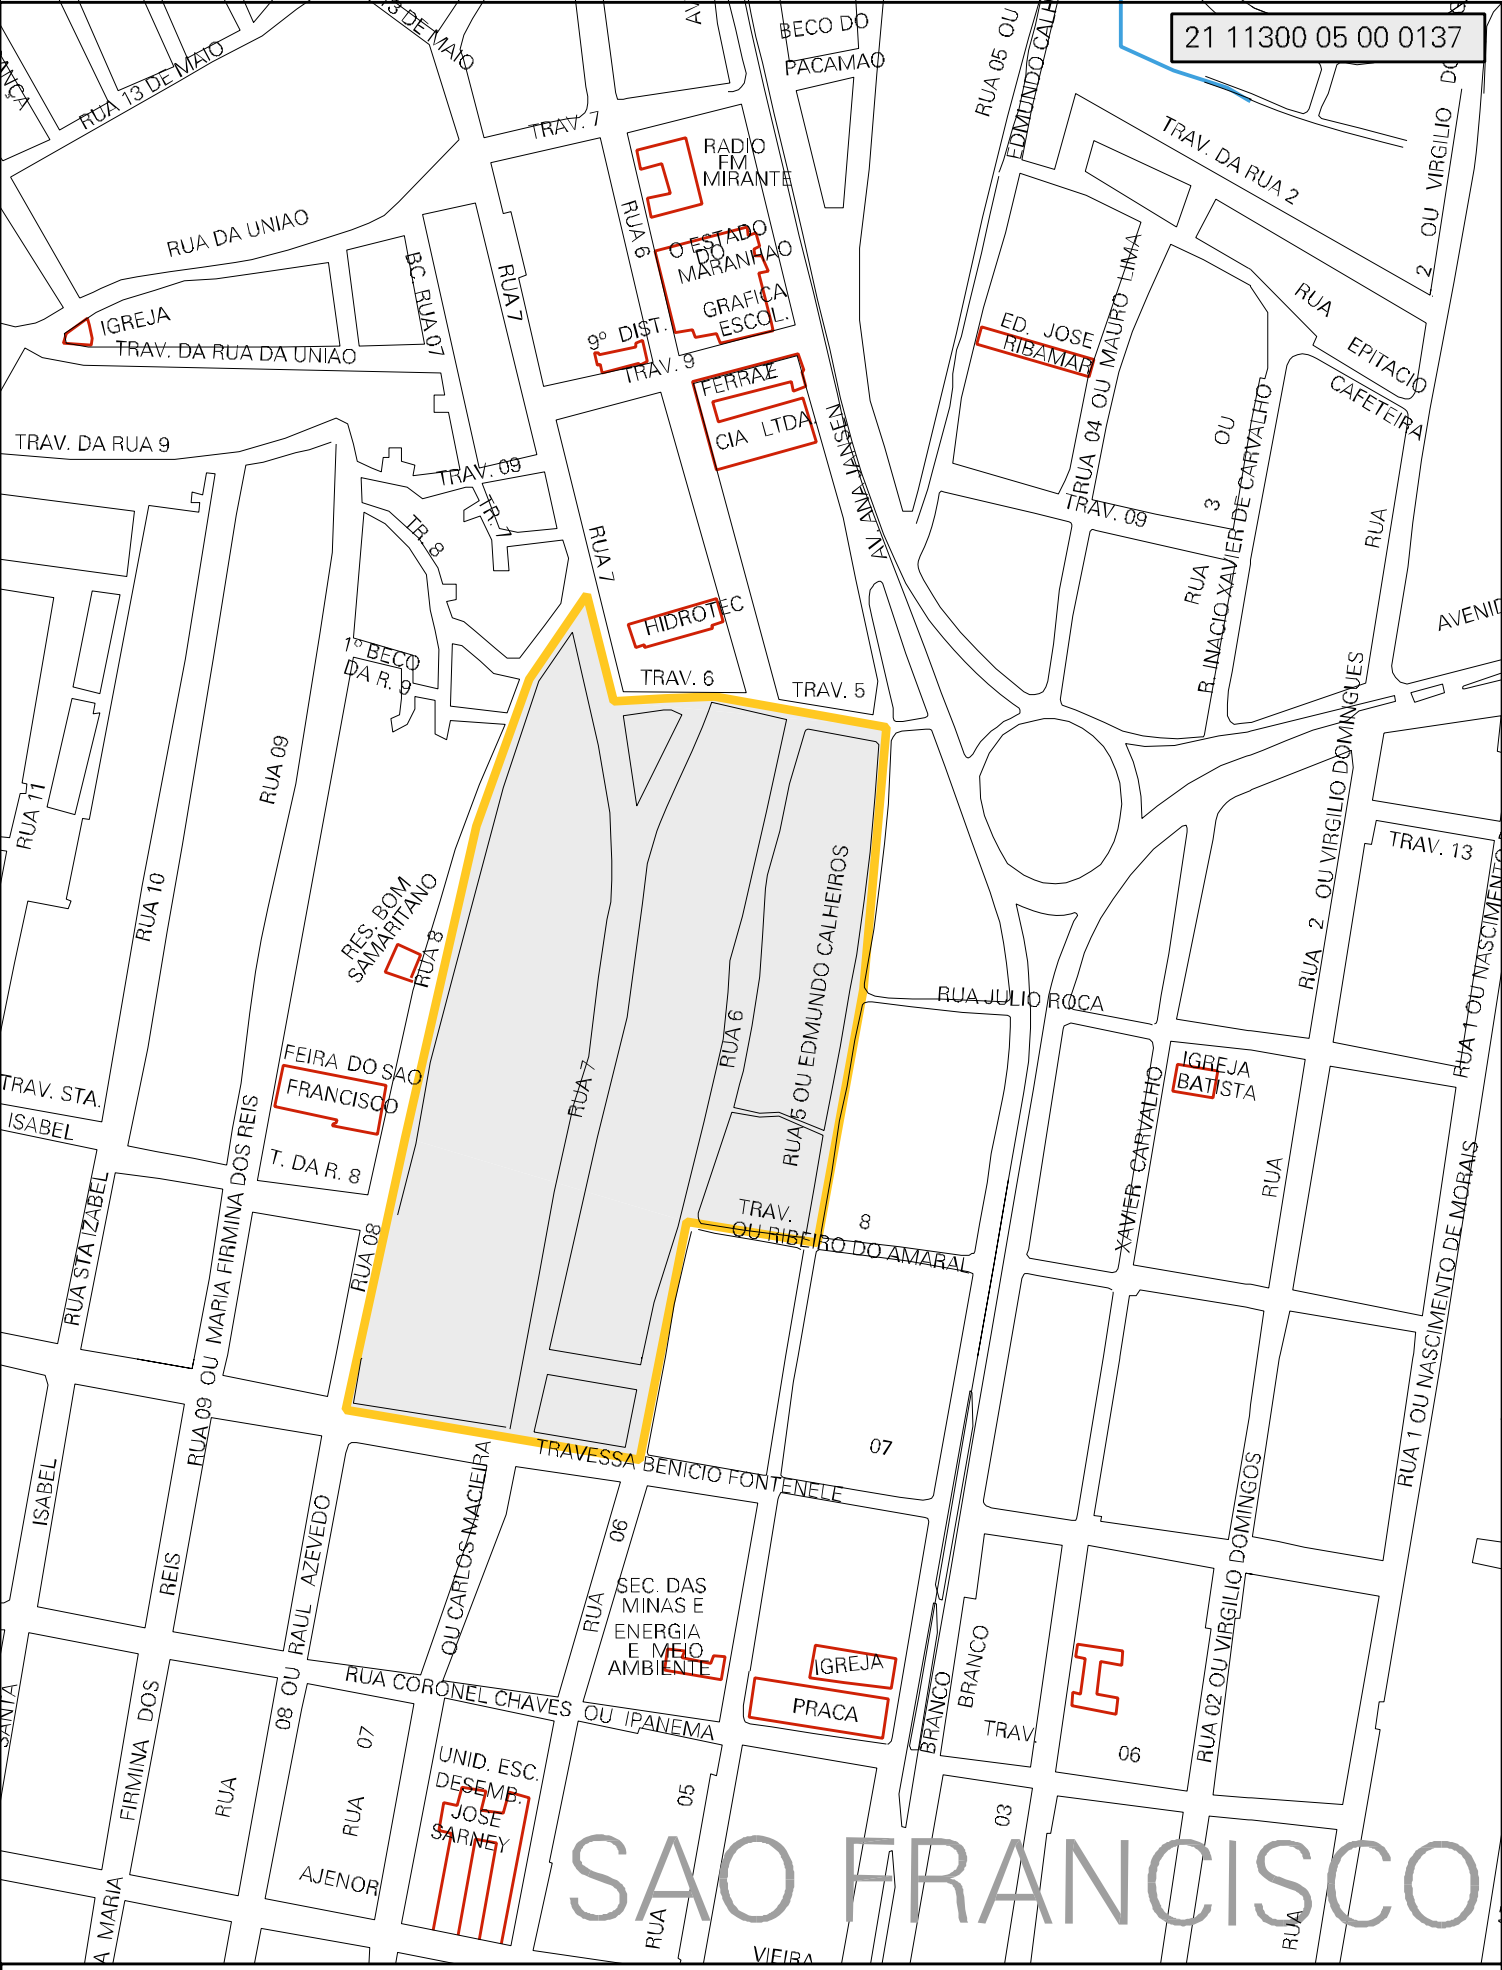 21 11300 05 00 0137
13 DE MAIO
RUA 13 DE MAIO
AV
BECO DO
PACAMAO
RUA 05 OU
EDMUNDO CALH
TRAV. DA RUA 2
2 OU VIRGILIO DO
TRAV. 7
RADIO
FM
MIRANTE
RUA 6
O ESTADO
DO
MARANHAO
GRAFICA
ESCOL.
RUA DA UNIAO
BC. RUA 07
RUA 7
IGREJA
TRAV. DA RUA DA UNIAO
9º DIST.
TRAV. 9
FERRAZ
CIA LTDA.
AV. ANA JANSEN
ED. JOSE
RIBAMAR
RUA 04 OU MAURO LIMA
RUA
EPITACIO
CAFETEIRA
RUA 3 OU
R. INACIO XAVIER DE CARVALHO
TRAV. DA RUA 9
TRAV. 09
TR. 7
TR. 8
RUA 7
TRAV. 09
RUA
AVENID
HIDROTEC
1º BECO
DA R. 9
TRAV. 6
TRAV. 5
RUA 09
RUA 11
RUA 10
RUA 2 OU VIRGILIO DOMINGUES
TRAV. 13
RUA 1 OU NASCIMENTO
RES. BOM
SAMARITANO
RUA 8
RUA 5 OU EDMUNDO CALHEIROS
RUA 6
RUA 7
RUA JULIO ROCA
FEIRA DO SAO
FRANCISCO
TRAV. STA.
ISABEL
T. DA R. 8
IGREJA
BATISTA
XAVIER CARVALHO
RUA
RUA STA IZABEL
RUA 09 OU MARIA FIRMINA DOS REIS
RUA 08
TRAV. 8
OU RIBEIRO DO AMARAL
RUA 1 OU NASCIMENTO DE MORAIS
07
TRAVESSA BENICIO FONTENELE
ISABEL
REIS
08 OU RAUL AZEVEDO
OU CARLOS MACIEIRA
RUA 06
SEC. DAS
MINAS E
ENERGIA
E MEIO
AMBIENTE
IGREJA
PRACA
BRANCO
BRANCO
TRAV.
06
RUA 02 OU VIRGILIO DOMINGOS
RUA CORONEL CHAVES OU IPANEMA
SANTA
FIRMINA DOS
RUA
RUA 07
UNID. ESC.
DESEMB.
JOSE
SARNEY
05
03
AJENOR
A MARIA
RUA
VIEIRA
RUA
SAO FRANCISCO